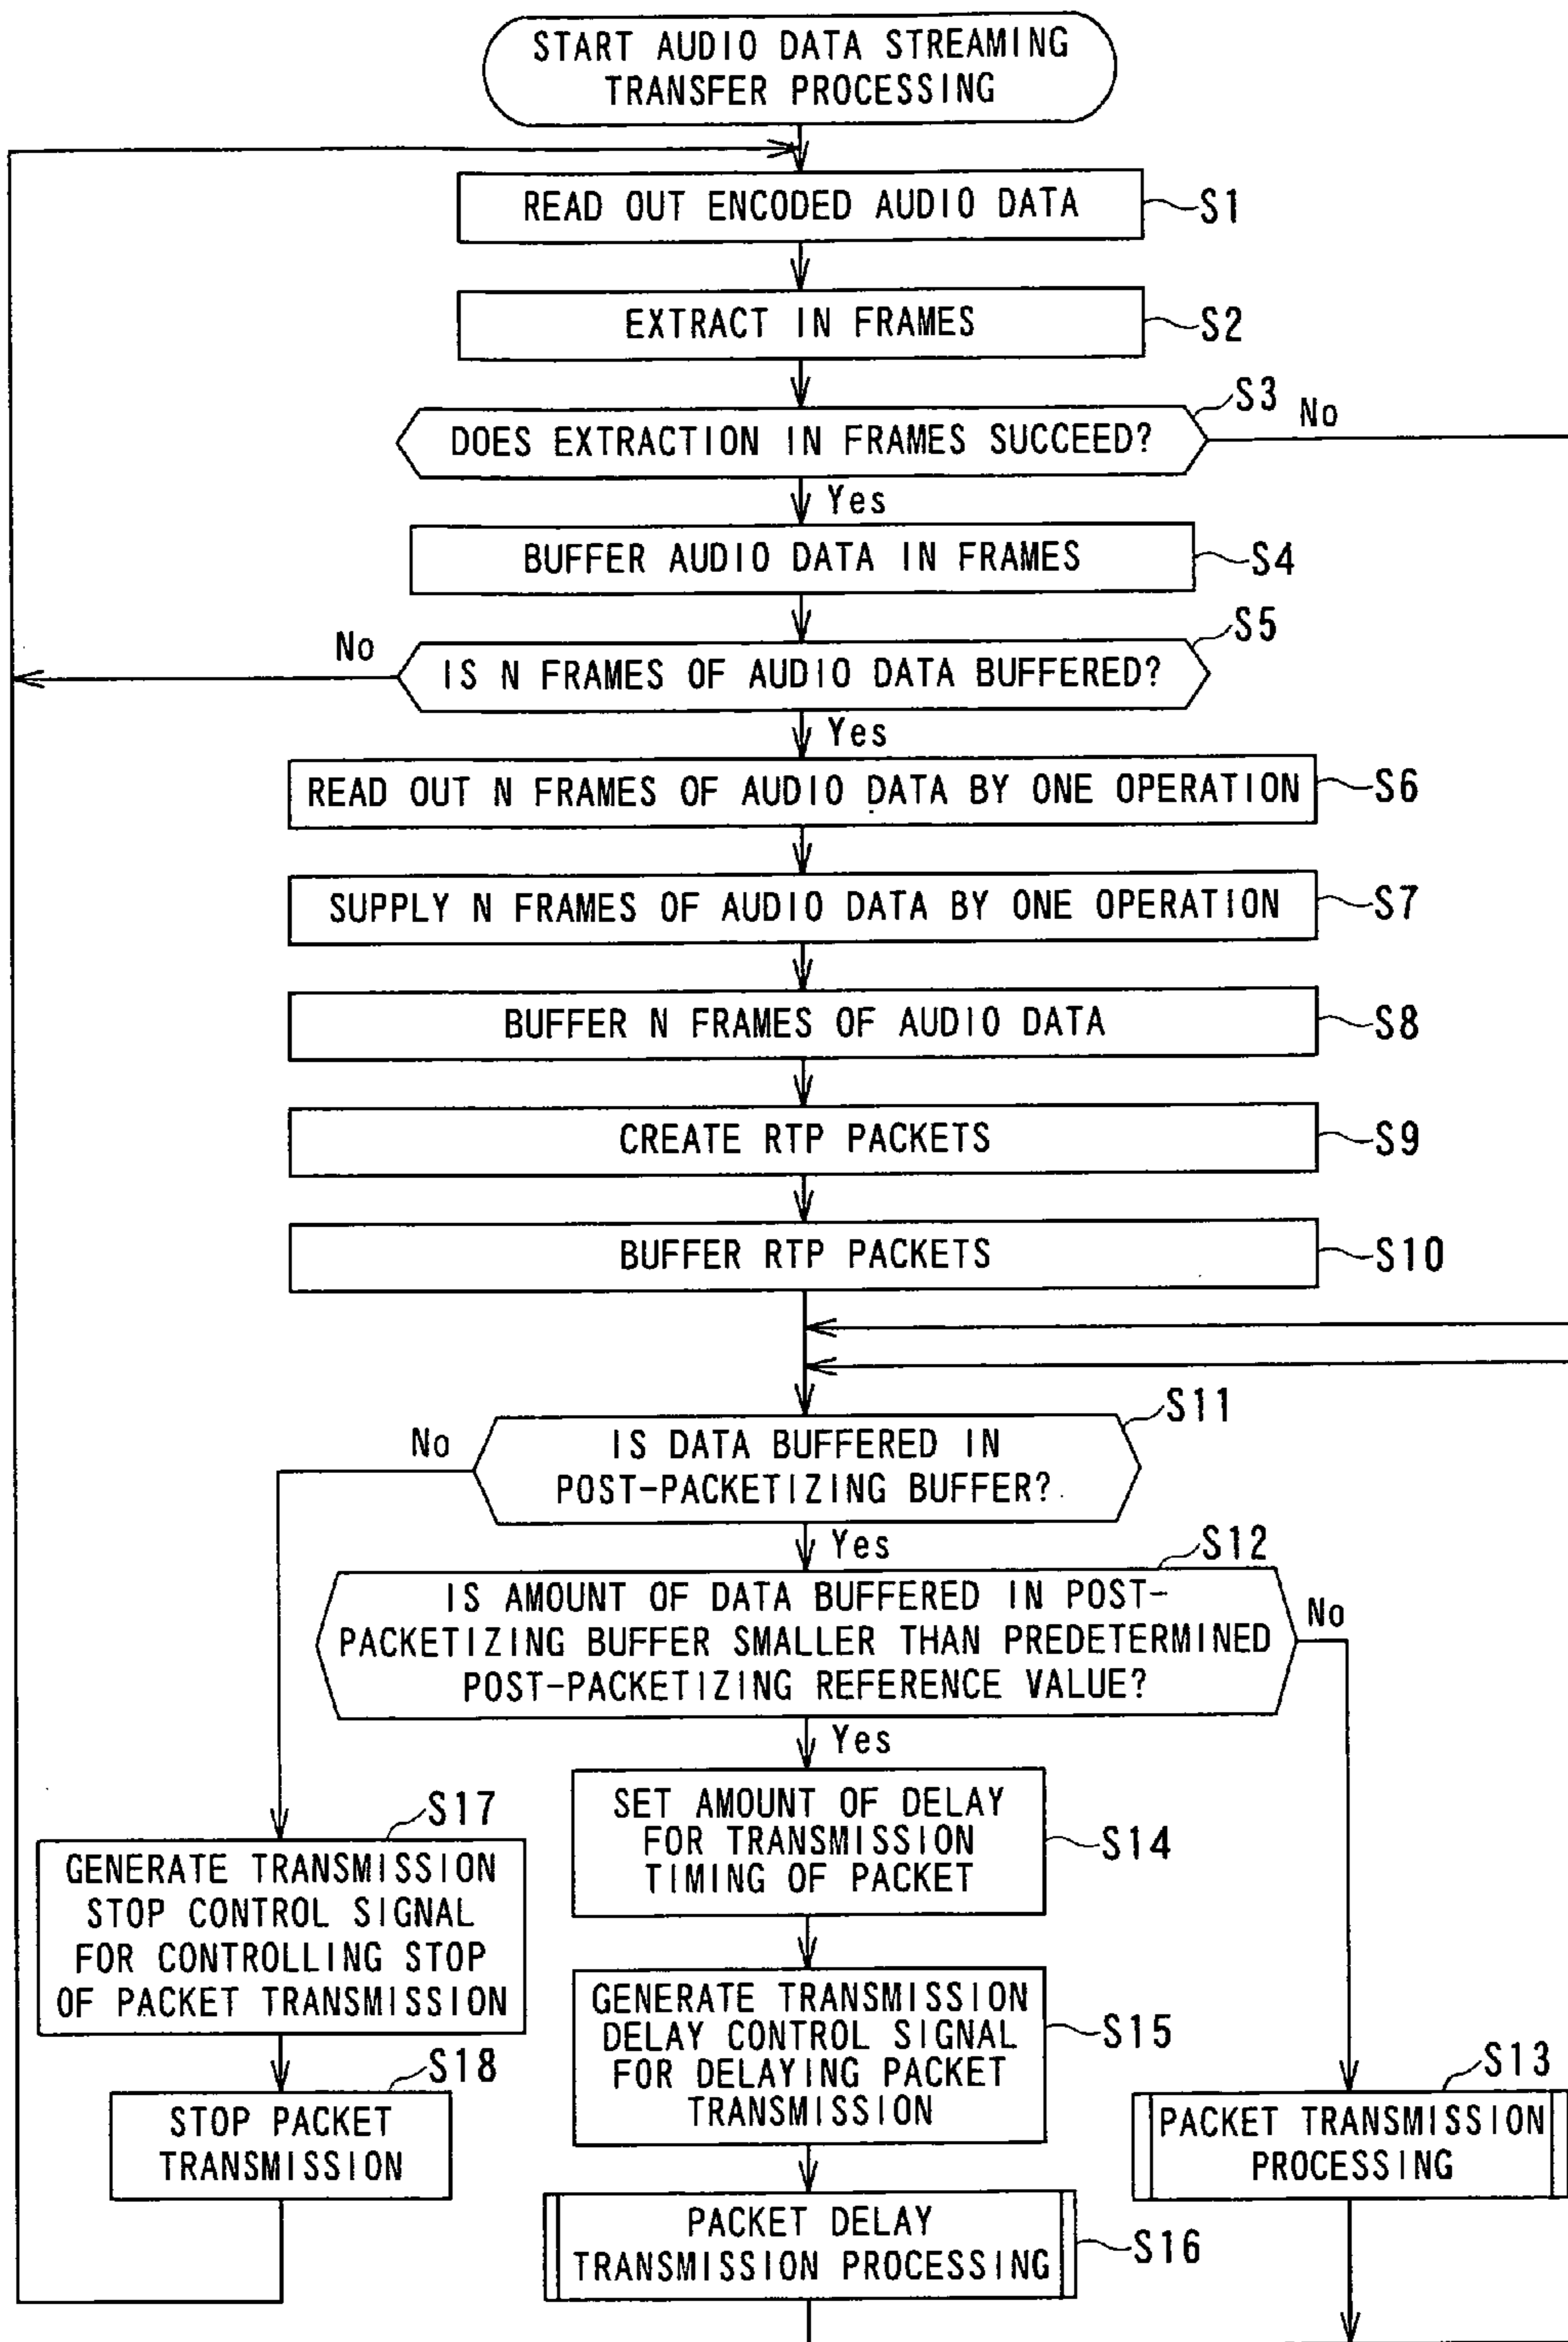 START AUDIO DATA STREAMING
TRANSFER PROCESSING
READ OUT ENCODED AUDIO DATA
S1
EXTRACT IN FRAMES
S2
S3
No
DOES EXTRACTION IN FRAMES SUCCEED?
Yes
BUFFER AUDIO DATA IN FRAMES
S4
S5
No
IS N FRAMES OF AUDIO DATA BUFFERED?
Yes
READ OUT N FRAMES OF AUDIO DATA BY ONE OPERATION
S6
SUPPLY N FRAMES OF AUDIO DATA BY ONE OPERATION
S7
BUFFER N FRAMES OF AUDIO DATA
S8
CREATE RTP PACKETS
S9
BUFFER RTP PACKETS
S10
S11
No
IS DATA BUFFERED IN
POST-PACKETIZING BUFFER?
Yes
S12
IS AMOUNT OF DATA BUFFERED IN POST-
PACKETIZING BUFFER SMALLER THAN PREDETERMINED
POST-PACKETIZING REFERENCE VALUE?
No
Yes
S17
GENERATE TRANSMISSION
STOP CONTROL SIGNAL
FOR CONTROLLING STOP
OF PACKET TRANSMISSION
SET AMOUNT OF DELAY
FOR TRANSMISSION
TIMING OF PACKET
S14
GENERATE TRANSMISSION
DELAY CONTROL SIGNAL
FOR DELAYING PACKET
TRANSMISSION
S15
S18
STOP PACKET
TRANSMISSION
S13
PACKET TRANSMISSION
PROCESSING
PACKET DELAY
TRANSMISSION PROCESSING
S16